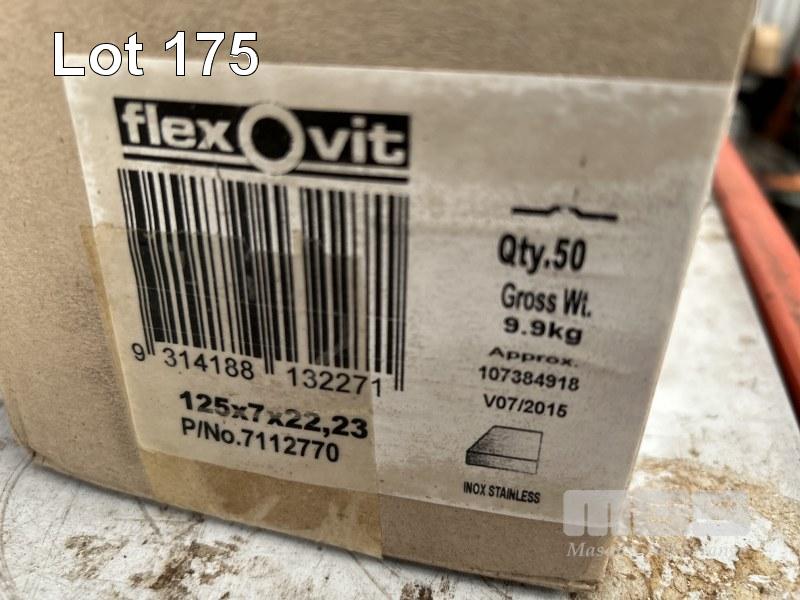 Lot 175
flexOvit
9 314188 132271
125x7x22,23
P/No.7112770
Qty.50
Gross Wt.
9.9kg
Approx.
107384918
V07/2015
INOX STAINLESS